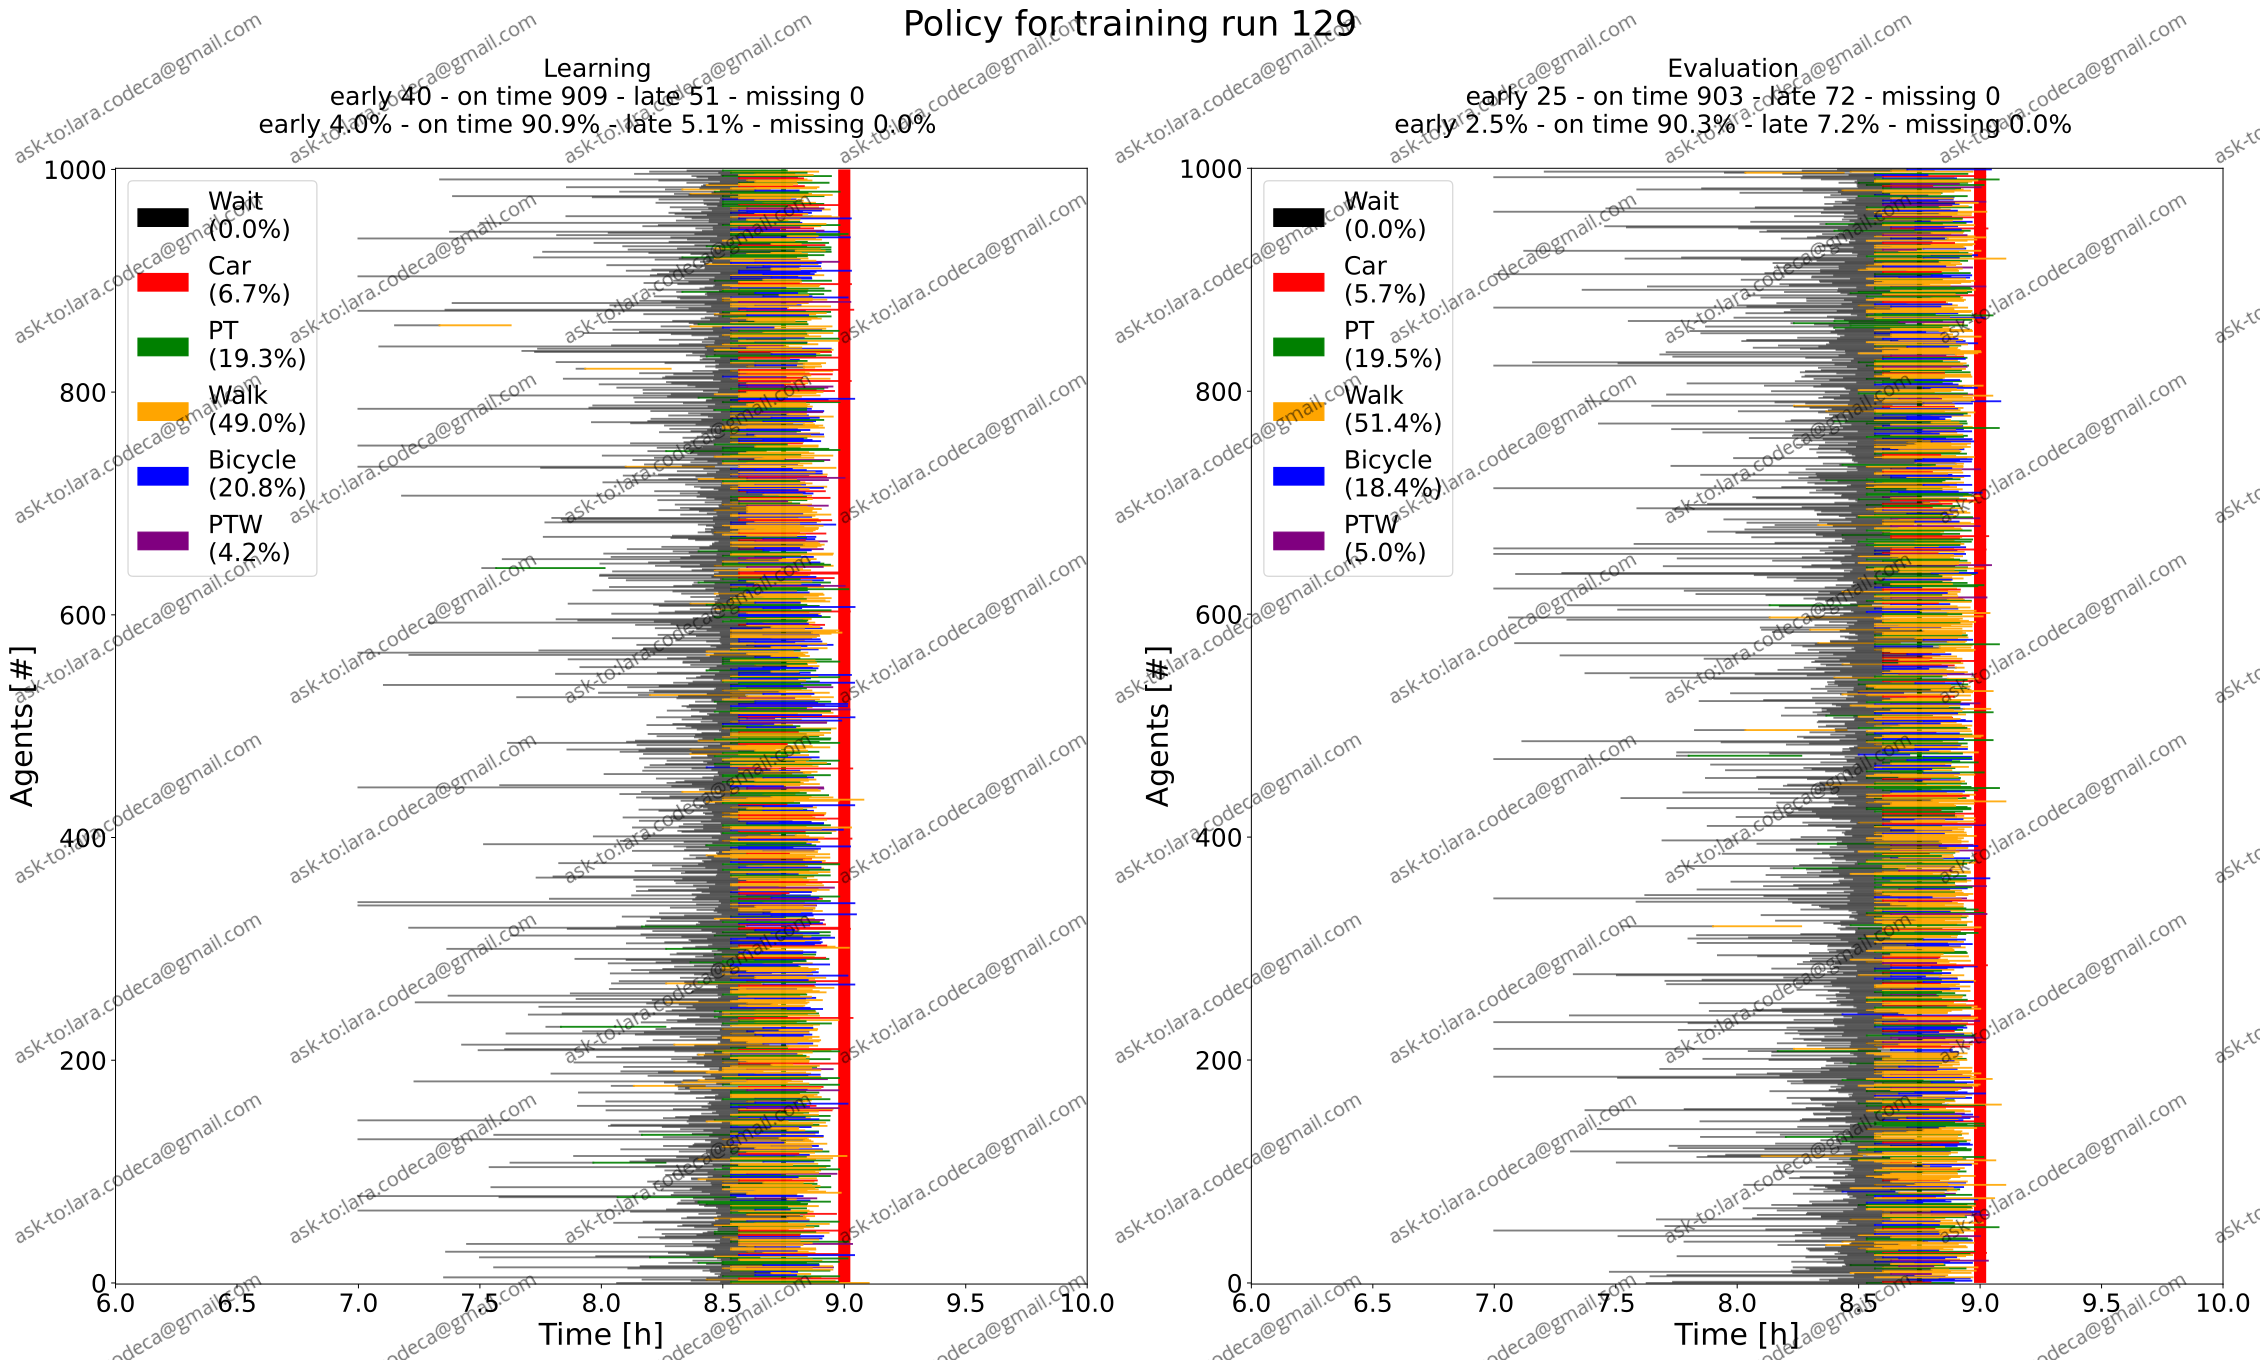 Policy for training run 129
Learning
early 40 - on time 909 - late 51 - missing 0
early 4.0% - on time 90.9% - late 5.1% - missing 0.0%
1000
800
600
400
200
0
Agents [#]
Wait
(0.0%)
Car
(6.7%)
PT
(19.3%)
Walk
(49.0%)
Bicycle
(20.8%)
PTW
(4.2%)
6.0 6.5 7.0 7.5 8.0 8.5 9.0 9.5 10.0
Time [h]
Evaluation
early 25 - on time 903 - late 72 - missing 0
early 2.5% - on time 90.3% - late 7.2% - missing 0.0%
1000
800
600
400
200
0
Agents [#]
Wait
(0.0%)
Car
(5.7%)
PT
(19.5%)
Walk
(51.4%)
Bicycle
(18.4%)
PTW
(5.0%)
6.0 6.5 7.0 7.5 8.0 8.5 9.0 9.5 10.0
Time [h]
ask-to:lara.codeca@gmail.com